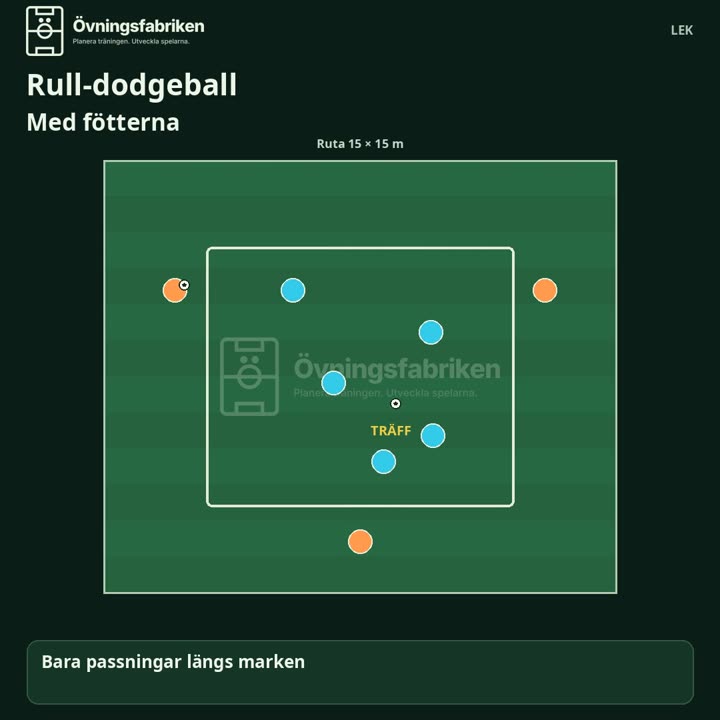 Övningsfabriken
Planera träningen. Utveckla spelarna.
LEK
Rull-dodgeball
Med fötterna
Ruta 15 × 15 m
Övningsfabriken
Planera träningen. Utveckla spelarna.
TRÄFF
Bara passningar längs marken